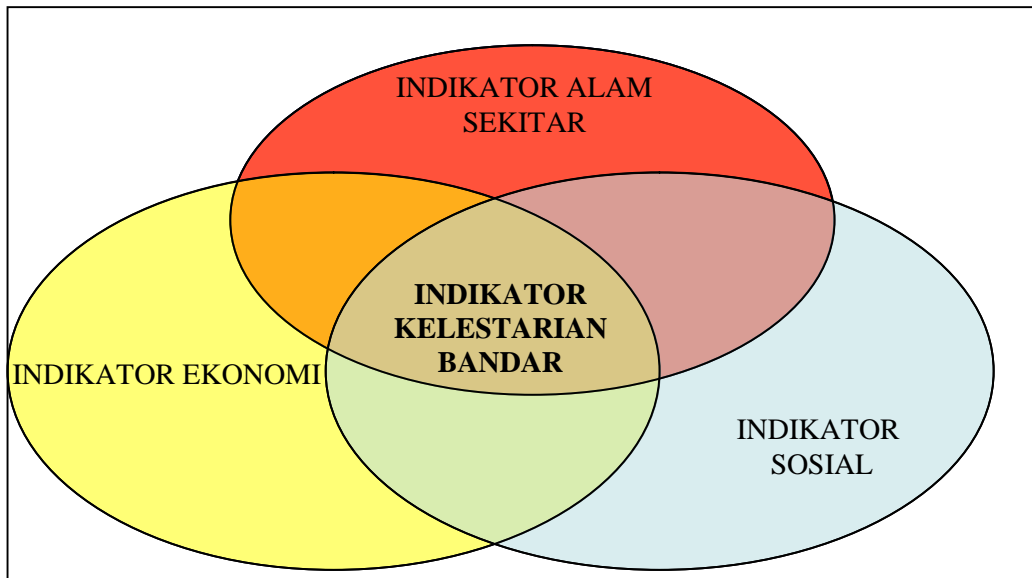 INDIKATOR ALAM
SEKITAR
INDIKATOR
KELESTARIAN
BANDAR
INDIKATOR EKONOMI
INDIKATOR
SOSIAL